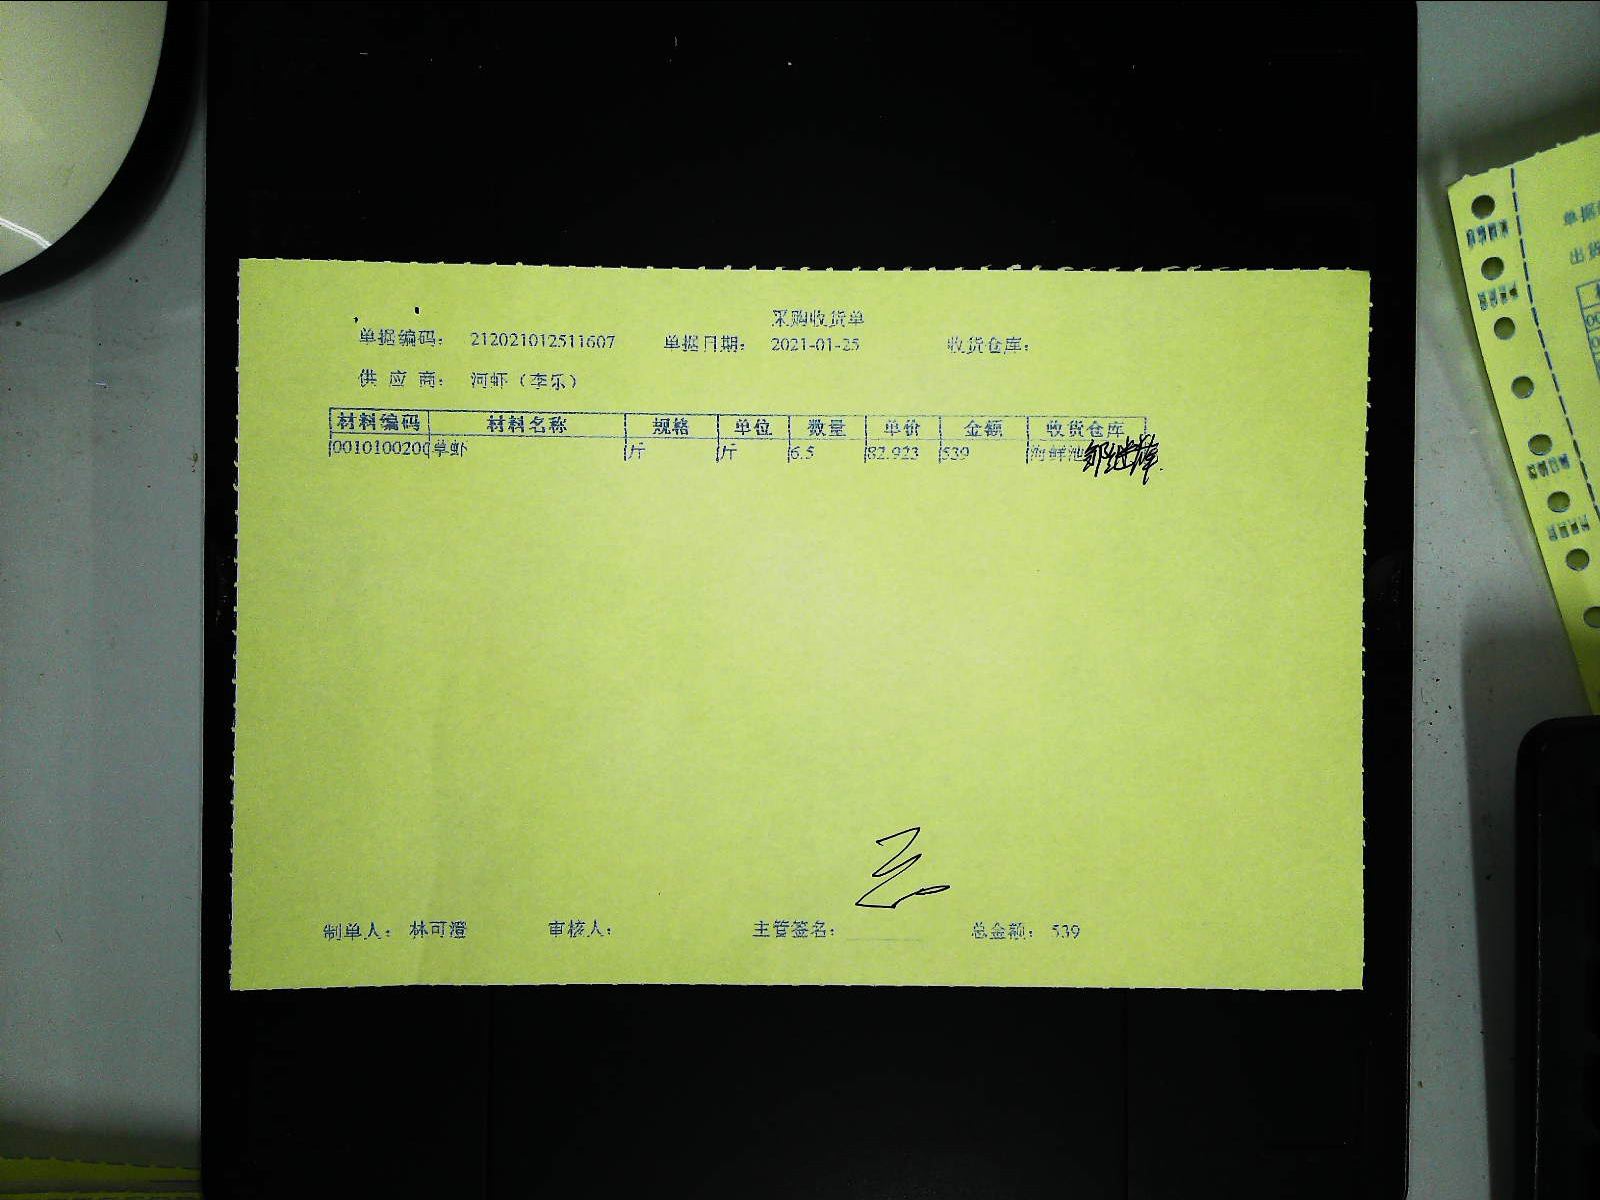 采购收货单
单据编码: 212021012511607 单据日期: 2021-01-25 收货仓库:
供应商: 河虾（李乐）
材料编码 材料名称 规格 单位 数量 单价 金额 收货仓库
0010100200 草虾 斤 斤 6.5 82.923 539 海鲜池
制单人: 林可澄 审核人: 主管签名: 总金额: 539
单据
出货